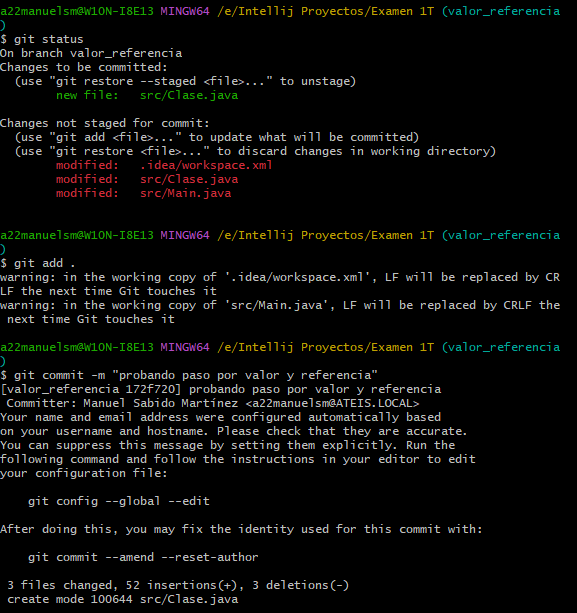 a22manuelsm@W10N-I8E13 MINGW64 /e/Intellij Proyectos/Examen 1T (valor_referencia
)
$ git status
On branch valor_referencia
Changes to be committed:
  (use "git restore --staged <file>..." to unstage)
        new file:   src/Clase.java

Changes not staged for commit:
  (use "git add <file>..." to update what will be committed)
  (use "git restore <file>..." to discard changes in working directory)
        modified:   .idea/workspace.xml
        modified:   src/Clase.java
        modified:   src/Main.java

a22manuelsm@W10N-I8E13 MINGW64 /e/Intellij Proyectos/Examen 1T (valor_referencia
)
$ git add .
warning: in the working copy of '.idea/workspace.xml', LF will be replaced by CR
LF the next time Git touches it
warning: in the working copy of 'src/Main.java', LF will be replaced by CRLF the
 next time Git touches it

a22manuelsm@W10N-I8E13 MINGW64 /e/Intellij Proyectos/Examen 1T (valor_referencia
)
$ git commit -m "probando paso por valor y referencia"
[valor_referencia 172f720] probando paso por valor y referencia
 Committer: Manuel Sabido Martínez <a22manuelsm@ATEIS.LOCAL>
Your name and email address were configured automatically based
on your username and hostname. Please check that they are accurate.
You can suppress this message by setting them explicitly. Run the
following command and follow the instructions in your editor to edit
your configuration file:

    git config --global --edit

After doing this, you may fix the identity used for this commit with:

    git commit --amend --reset-author

 3 files changed, 52 insertions(+), 3 deletions(-)
 create mode 100644 src/Clase.java